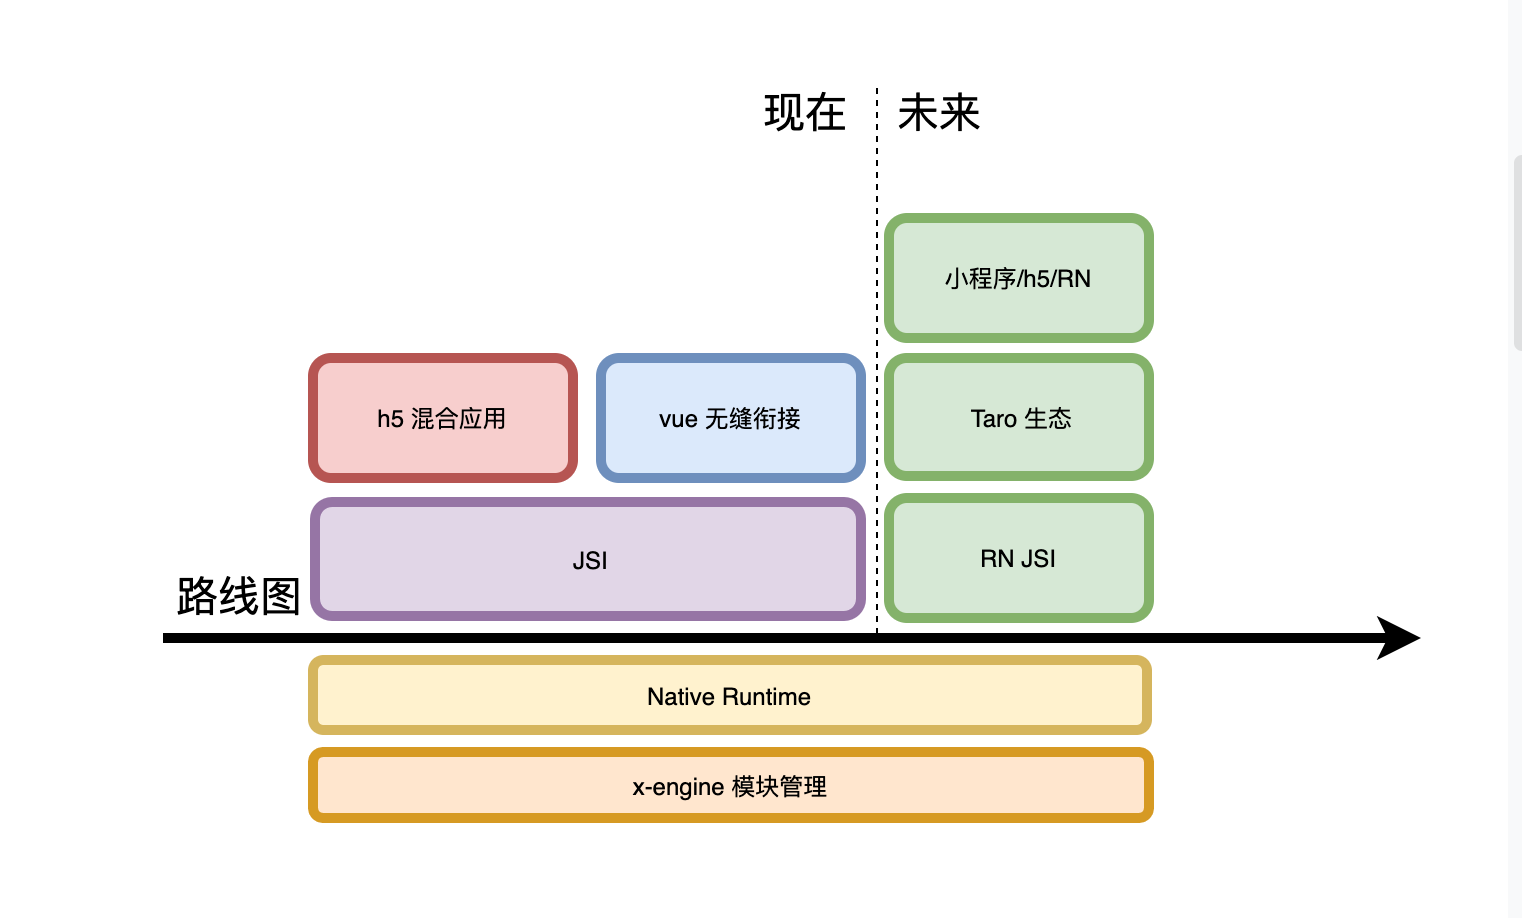 现在
未来
小程序/h5/RN
h5 混合应用
vue 无缝衔接
Taro 生态
JSI
RN JSI
路线图
Native Runtime
x-engine 模块管理